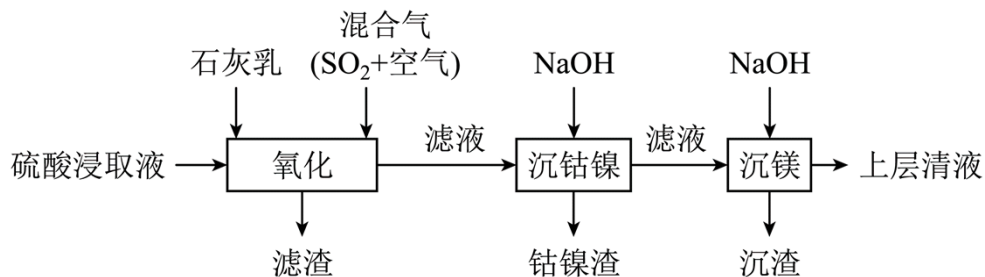 混合气
石灰乳 (SO₂+空气) NaOH NaOH
硫酸浸取液 氧化 滤液 沉钴镍 滤液 沉镁 上层清液
滤渣 钴镍渣 沉渣